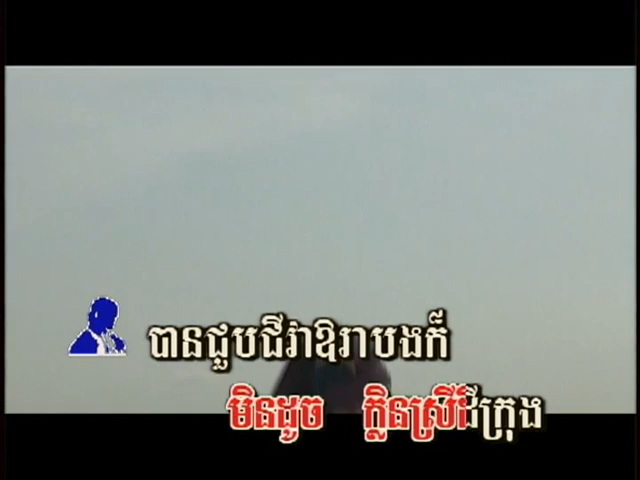 បានជួបជីវ៉ាឱរាបងក៏
មិនដូច ក្លិនស្រីទីក្រុង